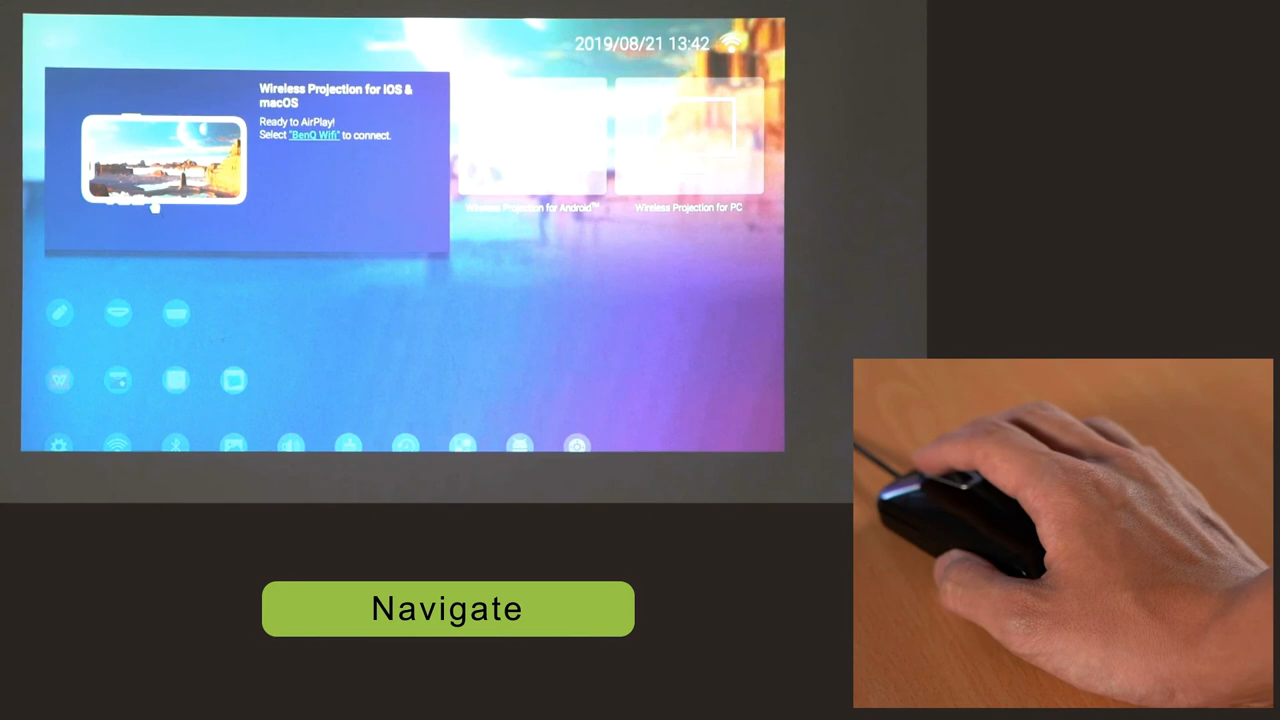 2019/08/21 13:42
Wireless Projection for iOS &
macOS
Ready to AirPlay!
Select "BenQ Wifi" to connect.
Wireless Projection for Android™
Wireless Projection for PC
W
Navigate